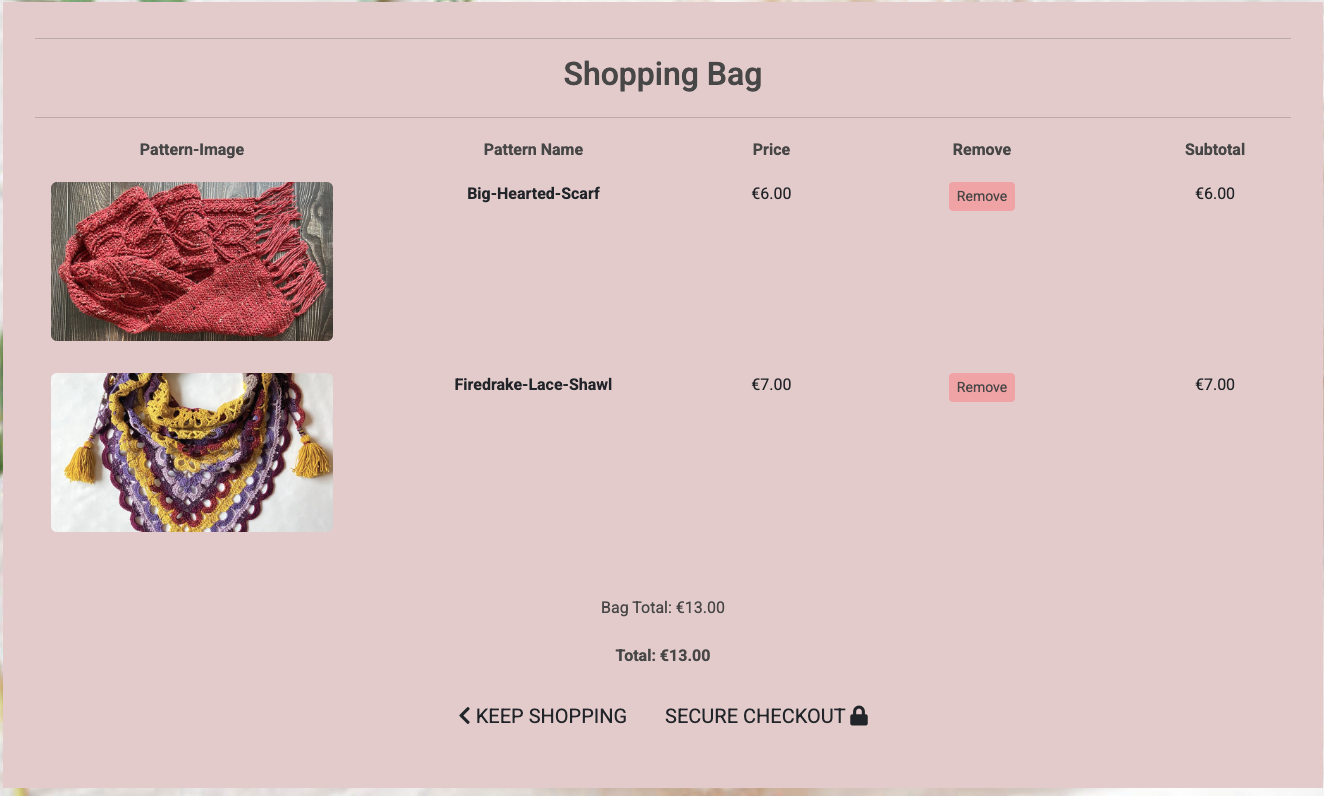 Shopping Bag
Pattern-Image Pattern Name Price Remove Subtotal
Big-Hearted-Scarf €6.00 Remove €6.00
Firedrake-Lace-Shawl €7.00 Remove €7.00
Bag Total: €13.00
Total: €13.00
KEEP SHOPPING SECURE CHECKOUT